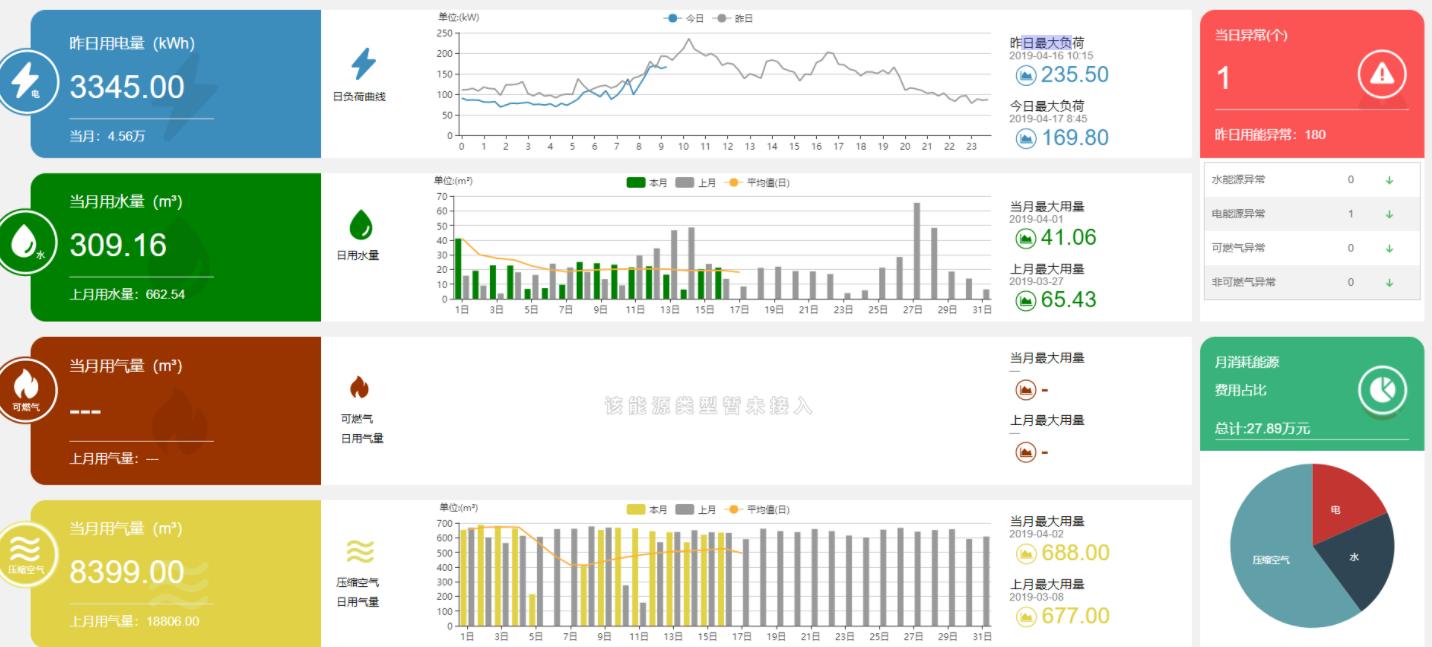 昨日用电量（kWh）
3345.00
当月：4.56万
电
日负荷曲线
单位:(kW)
今日 昨日
250
200
150
100
50
0
0 1 2 3 4 5 6 7 8 9 10 11 12 13 14 15 16 17 18 19 20 21 22 23
昨日最大负荷
2019-04-16 10:15
235.50
今日最大负荷
2019-04-17 8:45
169.80
当日异常(个)
1
昨日用能异常：180
水能源异常 0 ↓
电能源异常 1 ↓
可燃气异常 0 ↓
非可燃气异常 0 ↓
当月用水量（m³）
309.16
上月用水量：662.54
水
日用水量
单位:(m³)
本月 上月 平均值(日)
70
60
50
40
30
20
10
0
1日 3日 5日 7日 9日 11日 13日 15日 17日 19日 21日 23日 25日 27日 29日 31日
当月最大用量
2019-04-01
41.06
上月最大用量
2019-03-27
65.43
当月用气量（m³）
---
上月用气量：---
可燃气
可燃气
日用气量
该能源类型暂未接入
当月最大用量
—
-
上月最大用量
—
-
月消耗能源
费用占比
总计:27.89万元
电
水
压缩空气
当月用气量（m³）
8399.00
上月用气量：18806.00
压缩空气
压缩空气
日用气量
单位:(m³)
本月 上月 平均值(日)
700
600
500
400
300
200
100
0
1日 3日 5日 7日 9日 11日 13日 15日 17日 19日 21日 23日 25日 27日 29日 31日
当月最大用量
2019-04-02
688.00
上月最大用量
2019-03-08
677.00